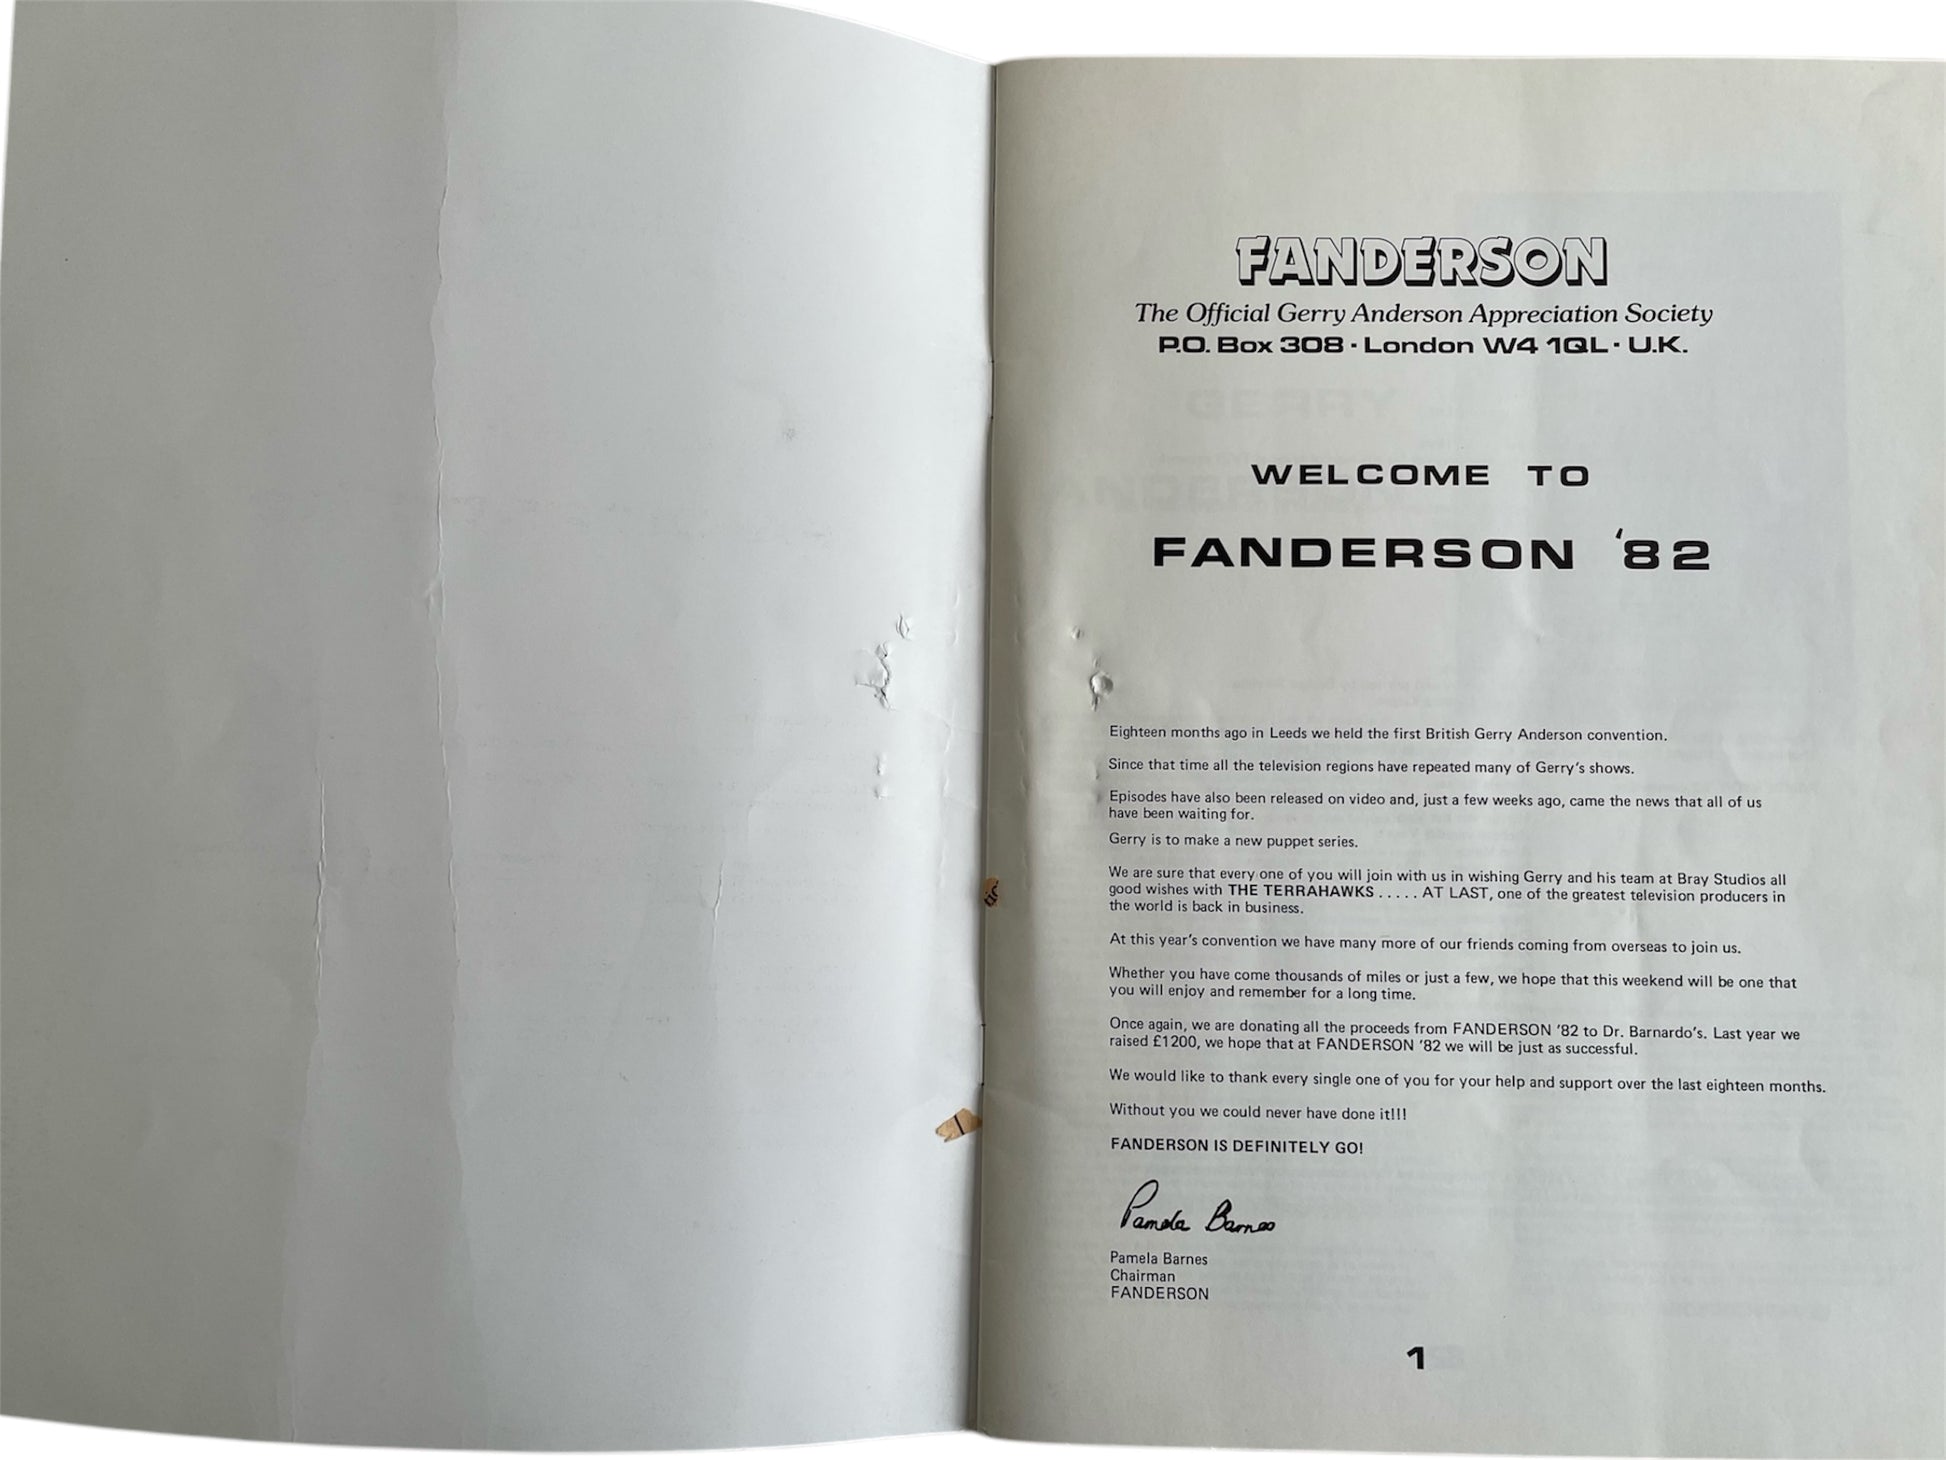 FANDERSON
The Official Gerry Anderson Appreciation Society
P.O. Box 308 · London W4 1QL · U.K.
WELCOME TO
FANDERSON '82
Eighteen months ago in Leeds we held the first British Gerry Anderson convention.
Since that time all the television regions have repeated many of Gerry's shows.
Episodes have also been released on video and, just a few weeks ago, came the news that all of us
have been waiting for.
Gerry is to make a new puppet series.
We are sure that every one of you will join with us in wishing Gerry and his team at Bray Studios all
good wishes with THE TERRAHAWKS ..... AT LAST, one of the greatest television producers in
the world is back in business.
At this year's convention we have many more of our friends coming from overseas to join us.
Whether you have come thousands of miles or just a few, we hope that this weekend will be one that
you will enjoy and remember for a long time.
Once again, we are donating all the proceeds from FANDERSON '82 to Dr. Barnardo's. Last year we
raised £1200, we hope that at FANDERSON '82 we will be just as successful.
We would like to thank every single one of you for your help and support over the last eighteen months.
Without you we could never have done it!!!
FANDERSON IS DEFINITELY GO!
Pamela Barnes
Pamela Barnes
Chairman
FANDERSON
1